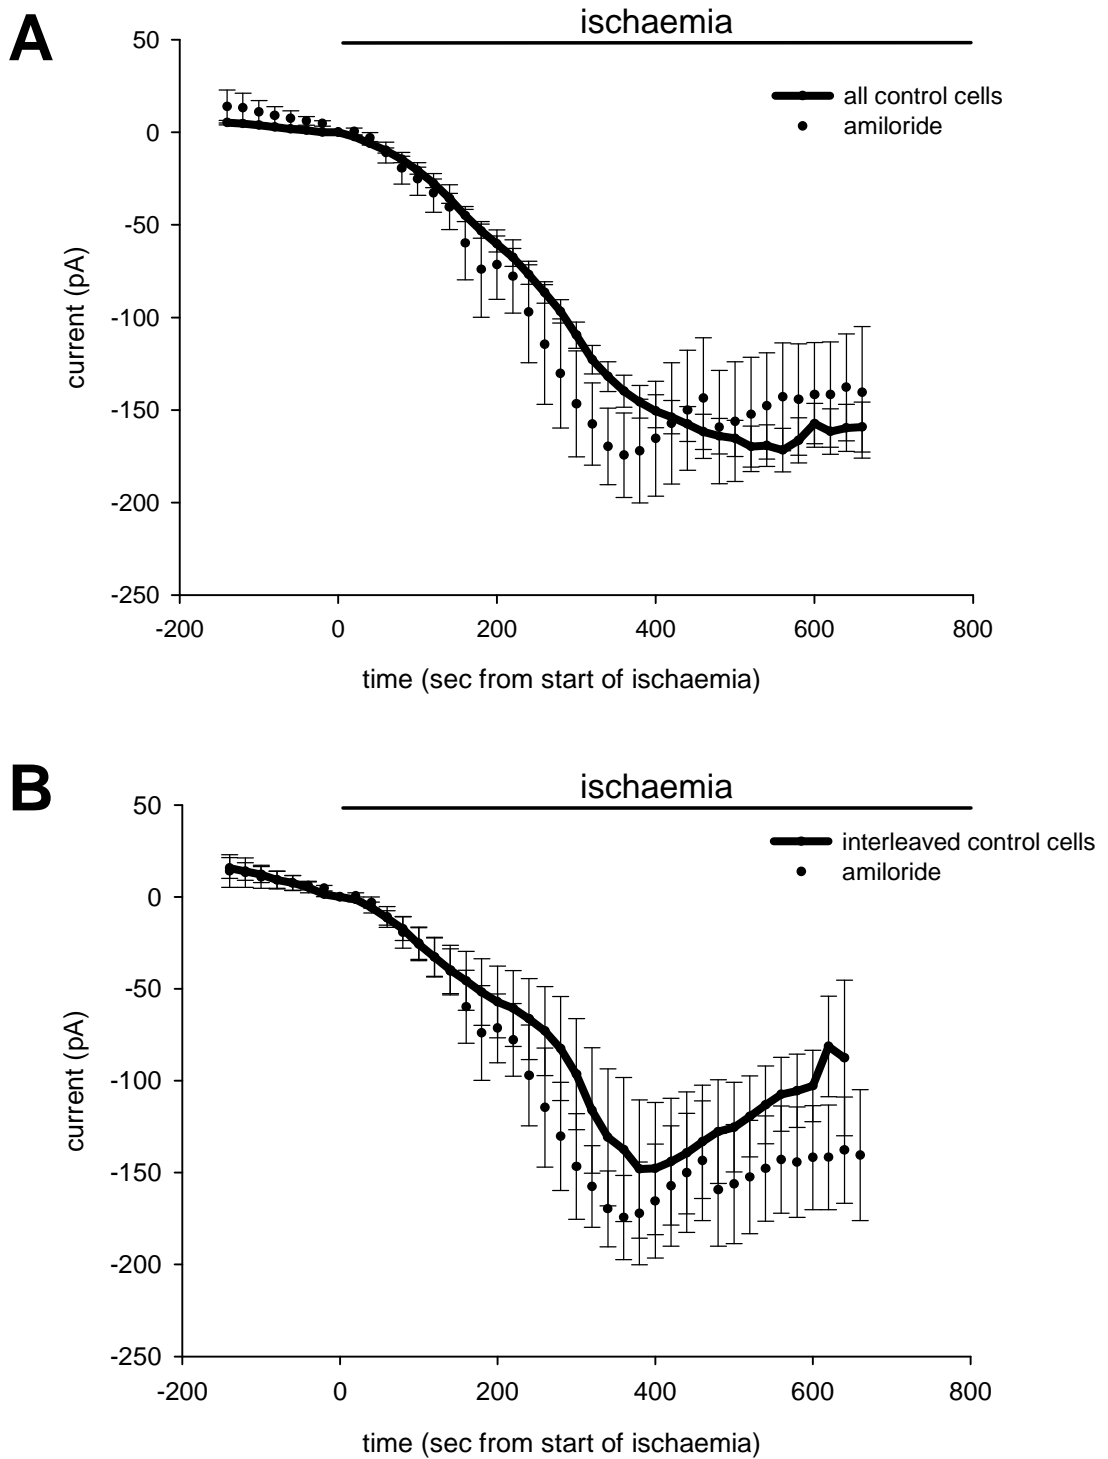 A
ischaemia
50
all control cells
amiloride
0
-50
-100
-150
-200
-250
current (pA)
-200 0 200 400 600 800
time (sec from start of ischaemia)
B
ischaemia
50
interleaved control cells
amiloride
0
-50
-100
-150
-200
-250
current (pA)
-200 0 200 400 600 800
time (sec from start of ischaemia)